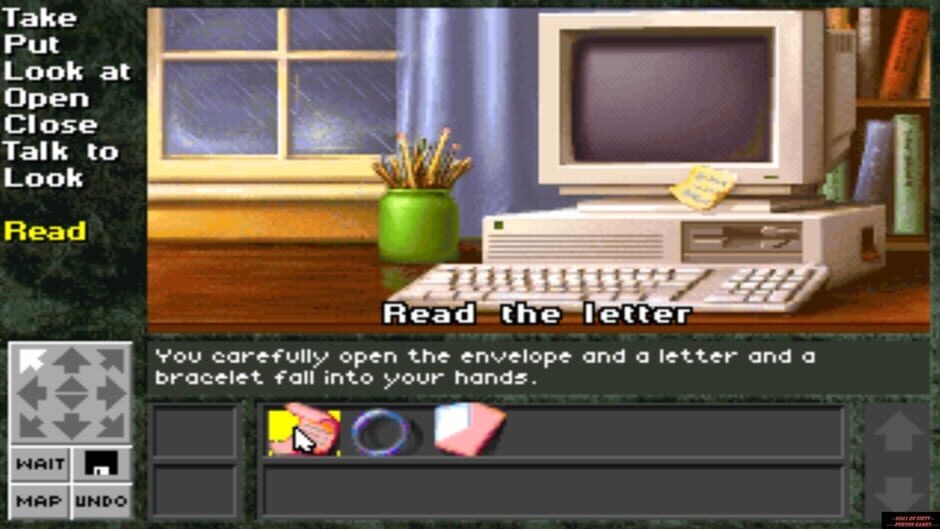 Take
Put
Look at
Open
Close
Talk to
Look
Read
Read the letter
You carefully open the envelope and a letter and a
bracelet fall into your hands.
WAIT
MAP
UNDO